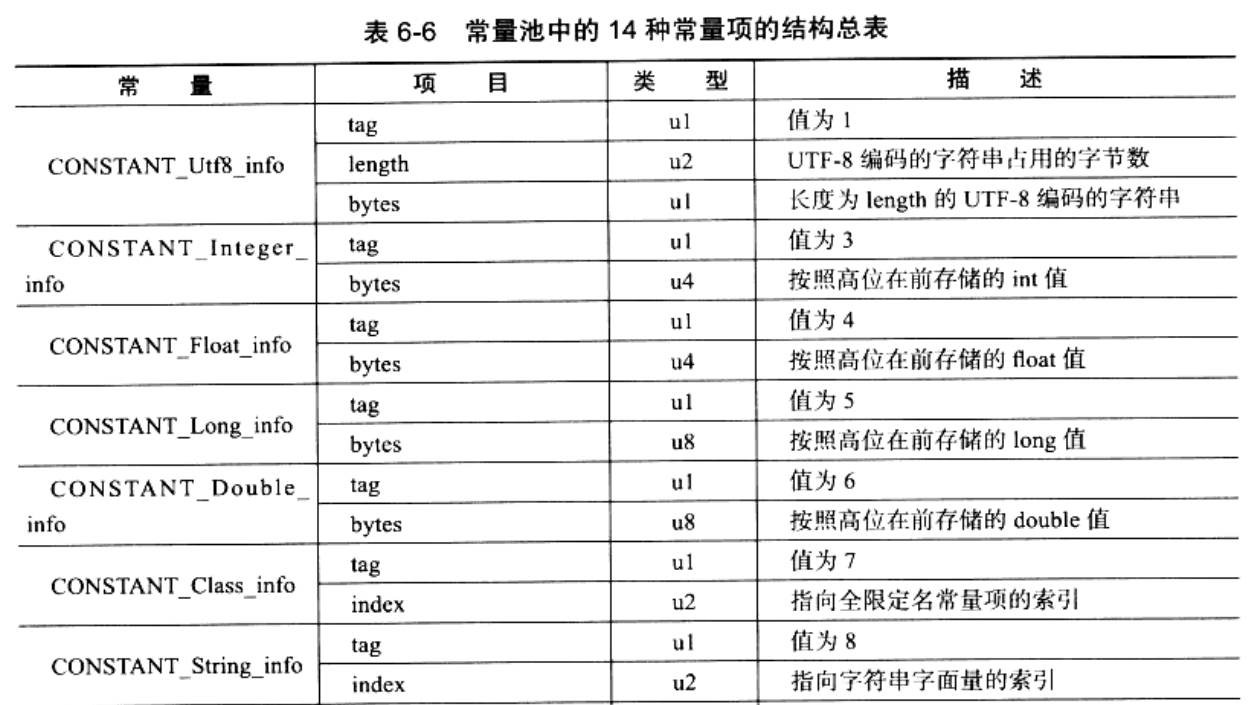 表 6-6 常量池中的 14 种常量项的结构总表
常 量 项 目 类 型 描 述
CONSTANT_Utf8_info tag u1 值为 1
length u2 UTF-8 编码的字符串占用的字节数
bytes u1 长度为 length 的 UTF-8 编码的字符串
CONSTANT_Integer_
info
tag u1 值为 3
bytes u4 按照高位在前存储的 int 值
CONSTANT_Float_info tag u1 值为 4
bytes u4 按照高位在前存储的 float 值
CONSTANT_Long_info tag u1 值为 5
bytes u8 按照高位在前存储的 long 值
CONSTANT_Double_
info
tag u1 值为 6
bytes u8 按照高位在前存储的 double 值
CONSTANT_Class_info tag u1 值为 7
index u2 指向全限定名常量项的索引
CONSTANT_String_info tag u1 值为 8
index u2 指向字符串字面量的索引